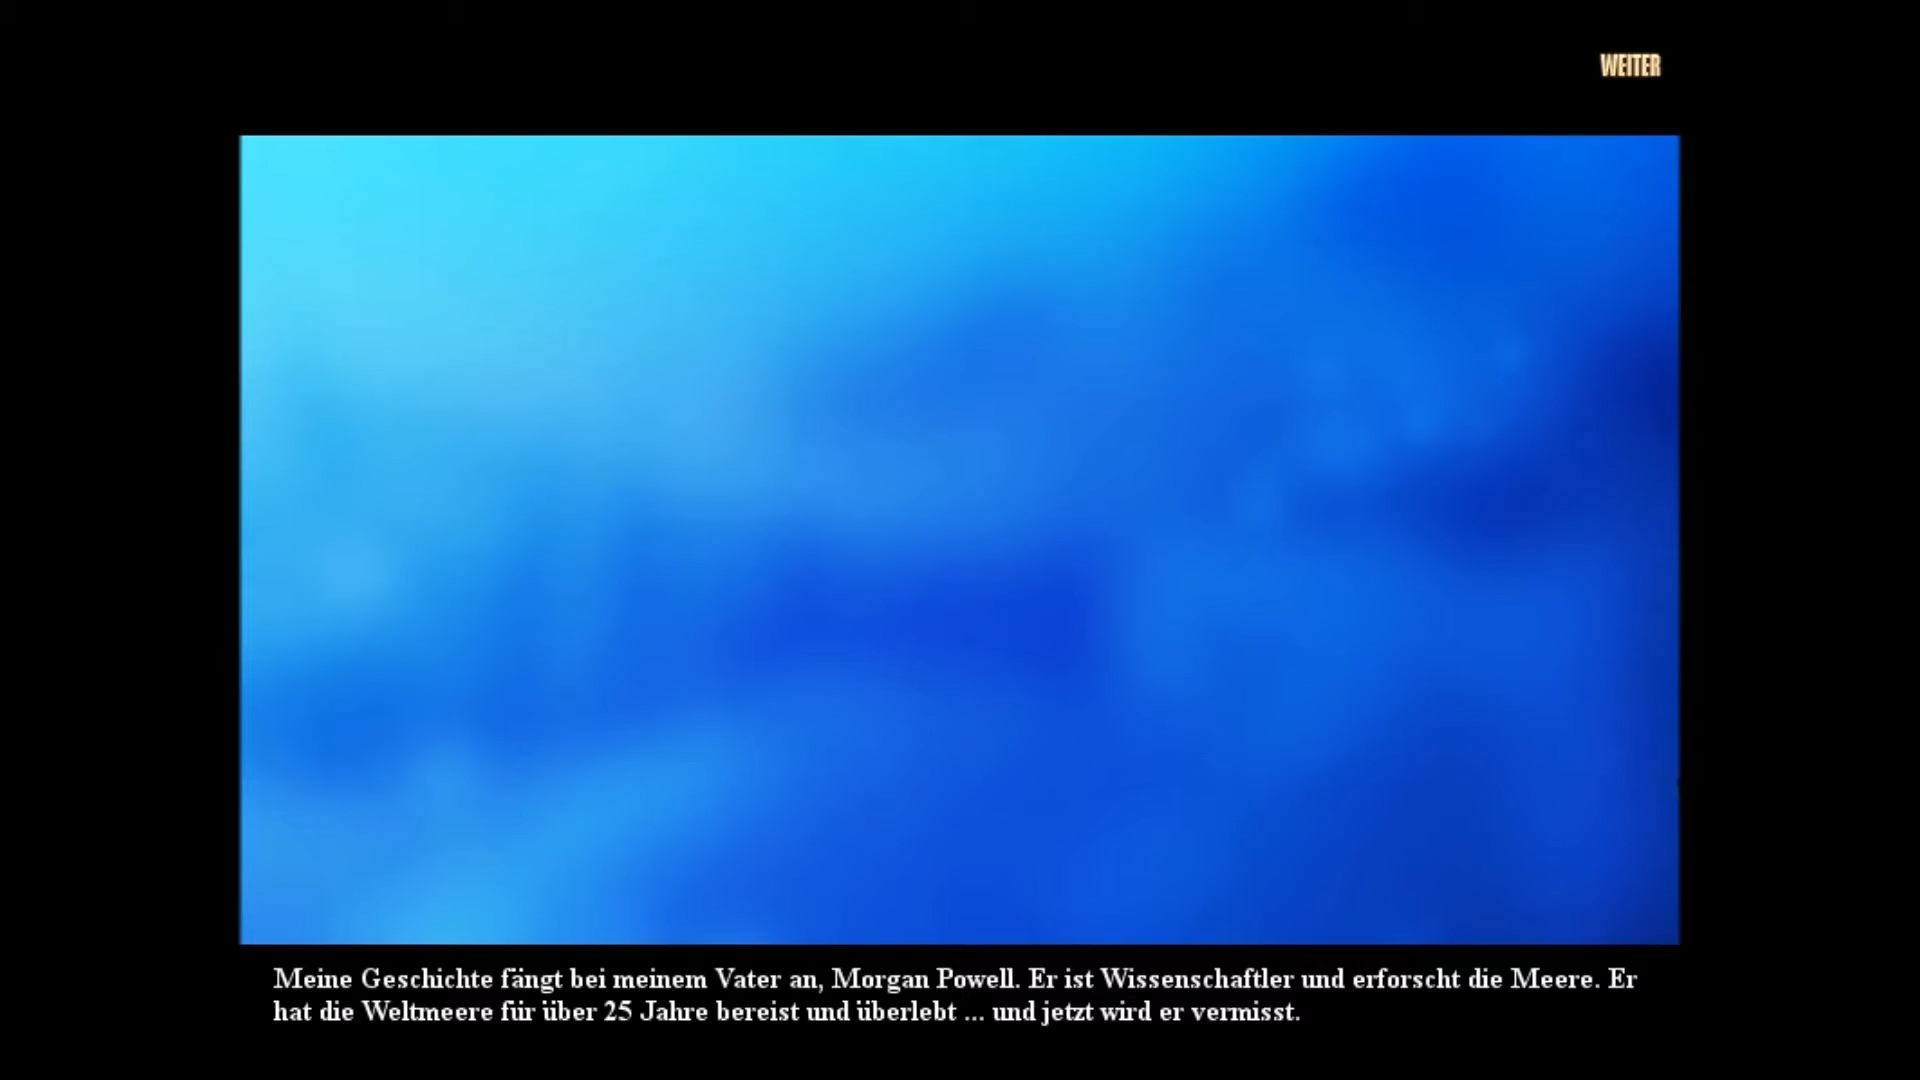 WEITER
Meine Geschichte fängt bei meinem Vater an, Morgan Powell. Er ist Wissenschaftler und erforscht die Meere. Er
hat die Weltmeere für über 25 Jahre bereist und überlebt ... und jetzt wird er vermisst.